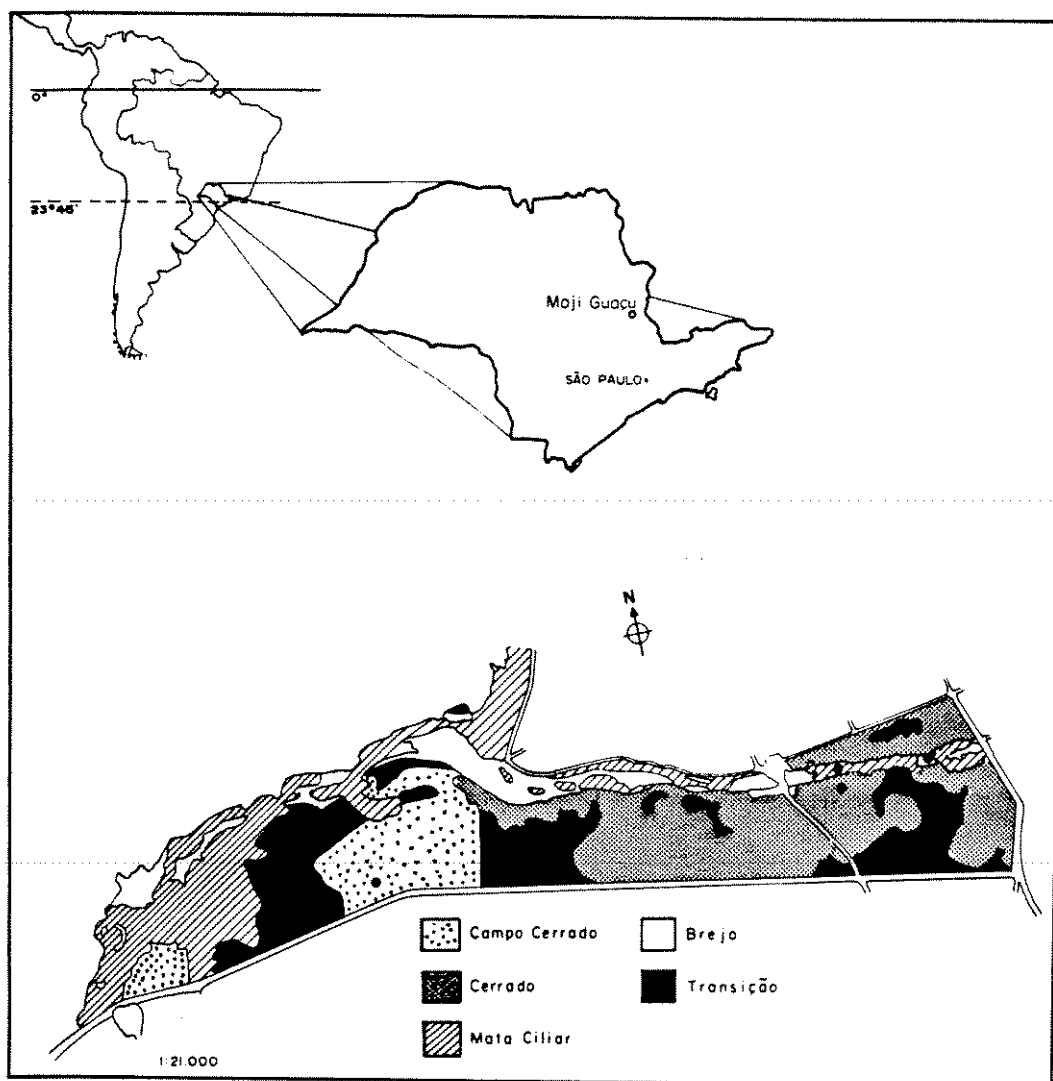 0°
23°46'
Moji Guaçu
SÃO PAULO
N
Campo Cerrado
Brejo
Cerrado
Transição
Mata Ciliar
1:21.000